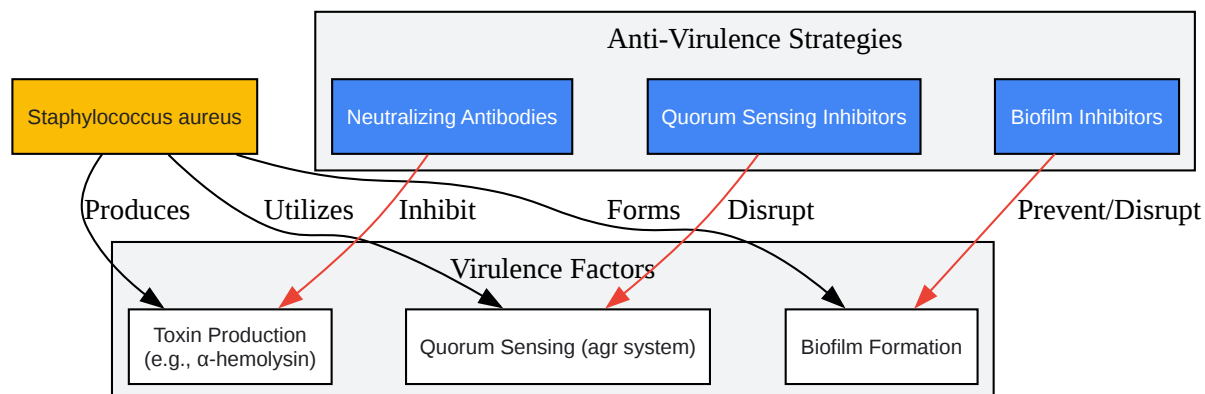 Anti-Virulence Strategies
Staphylococcus aureus
Neutralizing Antibodies
Quorum Sensing Inhibitors
Biofilm Inhibitors
Produces
Utilizes
Inhibit
Forms
Disrupt
Prevent/Disrupt
Virulence Factors
Toxin Production
(e.g., α-hemolysin)
Quorum Sensing (agr system)
Biofilm Formation